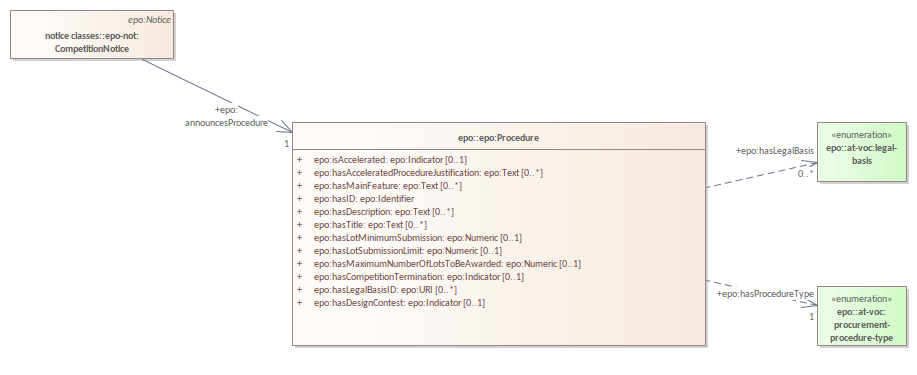 epo:Notice
notice classes::epo-not:
CompetitionNotice
+epo:
announcesProcedure
1
epo::epo:Procedure
+ epo:isAccelerated: epo:Indicator [0..1]
+ epo:hasAcceleratedProcedureJustification: epo:Text [0..*]
+ epo:hasMainFeature: epo:Text [0..*]
+ epo:hasID: epo:Identifier
+ epo:hasDescription: epo:Text [0..*]
+ epo:hasTitle: epo:Text [0..*]
+ epo:hasLotMinimumSubmission: epo:Numeric [0..1]
+ epo:hasLotSubmissionLimit: epo:Numeric [0..1]
+ epo:hasMaximumNumberOfLotsToBeAwarded: epo:Numeric [0..1]
+ epo:hasCompetitionTermination: epo:Indicator [0..1]
+ epo:hasLegalBasisID: epo:URI [0..*]
+ epo:hasDesignContest: epo:Indicator [0..1]
+epo:hasLegalBasis
0..*
«enumeration»
epo::at-voc:legal-
basis
+epo:hasProcedureType
1
«enumeration»
epo::at-voc:
procurement-
procedure-type